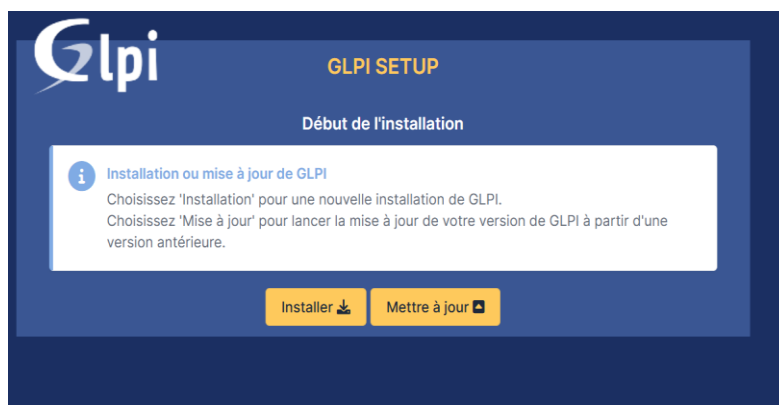 Glpi
GLPI SETUP
Début de l'installation
Installation ou mise à jour de GLPI
Choisissez 'Installation' pour une nouvelle installation de GLPI.
Choisissez 'Mise à jour' pour lancer la mise à jour de votre version de GLPI à partir d'une
version antérieure.
Installer
Mettre à jour